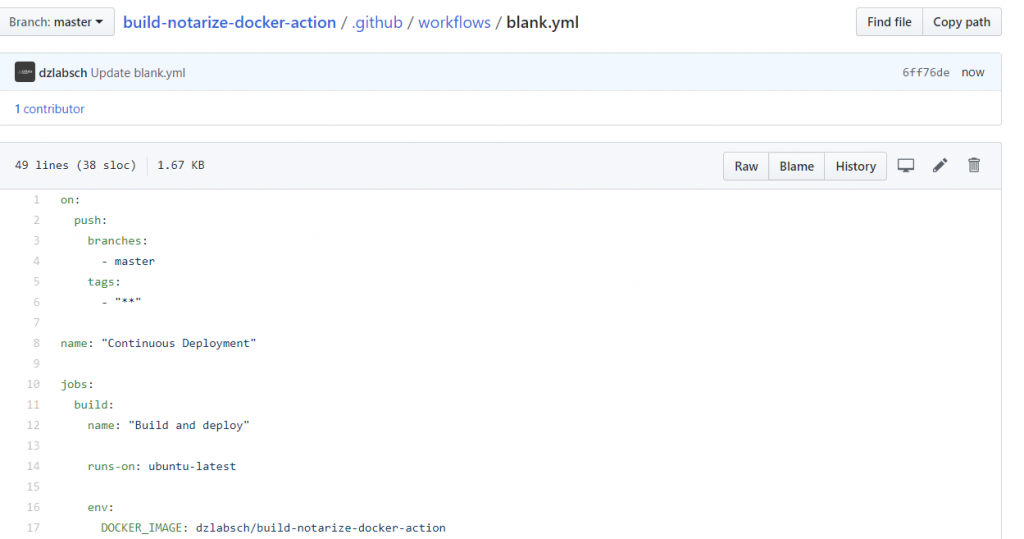 Branch: master build-notarize-docker-action / .github / workflows / blank.yml Find file Copy path
dzlabsch Update blank.yml 6ff76de now
1 contributor
49 lines (38 sloc) 1.67 KB Raw Blame History
1 on:
2   push:
3     branches:
4       - master
5     tags:
6       - "**"
7
8 name: "Continuous Deployment"
9
10 jobs:
11   build:
12     name: "Build and deploy"
13
14     runs-on: ubuntu-latest
15
16     env:
17       DOCKER_IMAGE: dzlabsch/build-notarize-docker-action